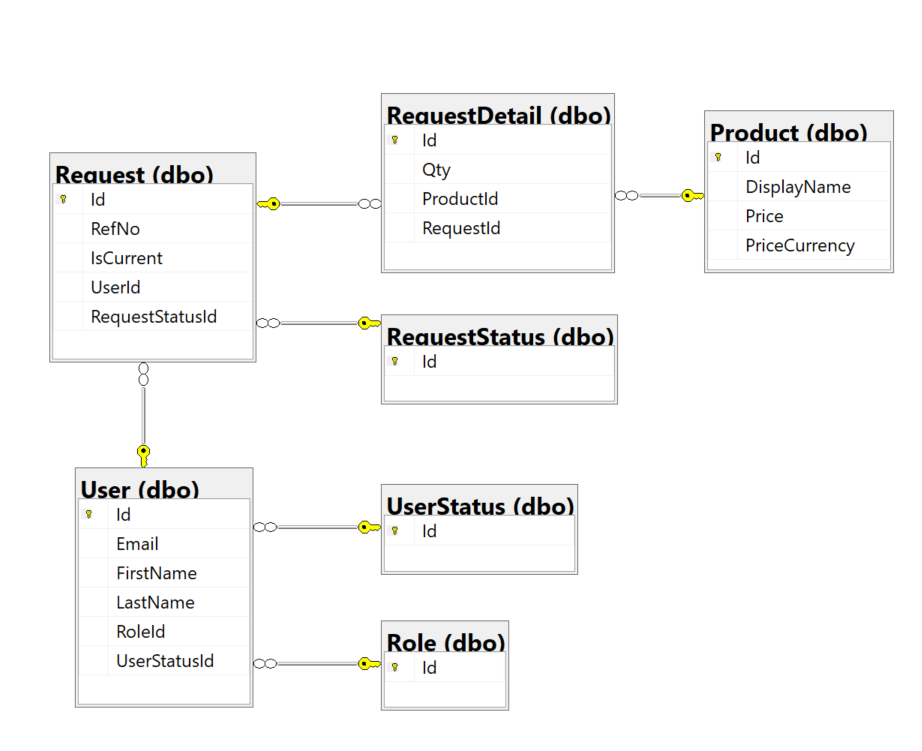 Request (dbo)
Id
RefNo
IsCurrent
UserId
RequestStatusId
RequestDetail (dbo)
Id
Qty
ProductId
RequestId
Product (dbo)
Id
DisplayName
Price
PriceCurrency
RequestStatus (dbo)
Id
User (dbo)
Id
Email
FirstName
LastName
RoleId
UserStatusId
UserStatus (dbo)
Id
Role (dbo)
Id